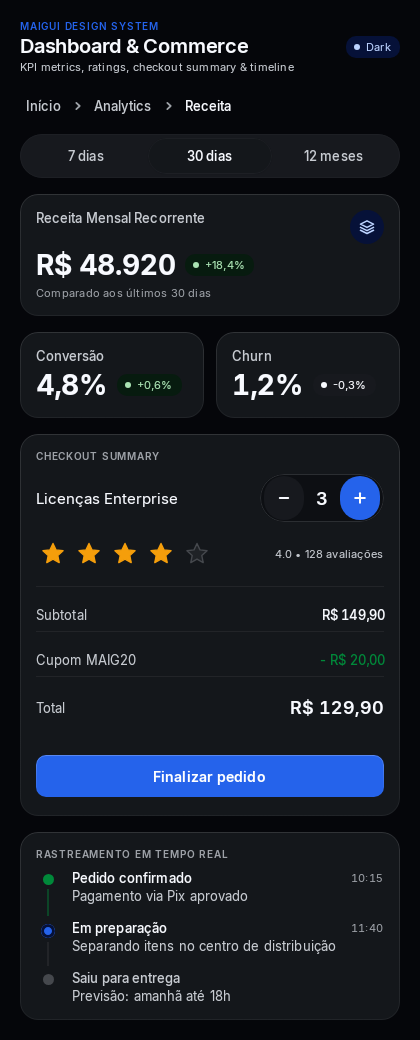 MAIGUI DESIGN SYSTEM
Dashboard & Commerce
KPI metrics, ratings, checkout summary & timeline
Dark
Início > Analytics > Receita
7 dias 30 dias 12 meses
Receita Mensal Recorrente
R$ 48.920 +18,4%
Comparado aos últimos 30 dias
Conversão
4,8% +0,6%
Churn
1,2% -0,3%
CHECKOUT SUMMARY
Licenças Enterprise − 3 +
4.0 • 128 avaliações
Subtotal R$ 149,90
Cupom MAIG20 - R$ 20,00
Total R$ 129,90
Finalizar pedido
RASTREAMENTO EM TEMPO REAL
Pedido confirmado 10:15
Pagamento via Pix aprovado
Em preparação 11:40
Separando itens no centro de distribuição
Saiu para entrega
Previsão: amanhã até 18h